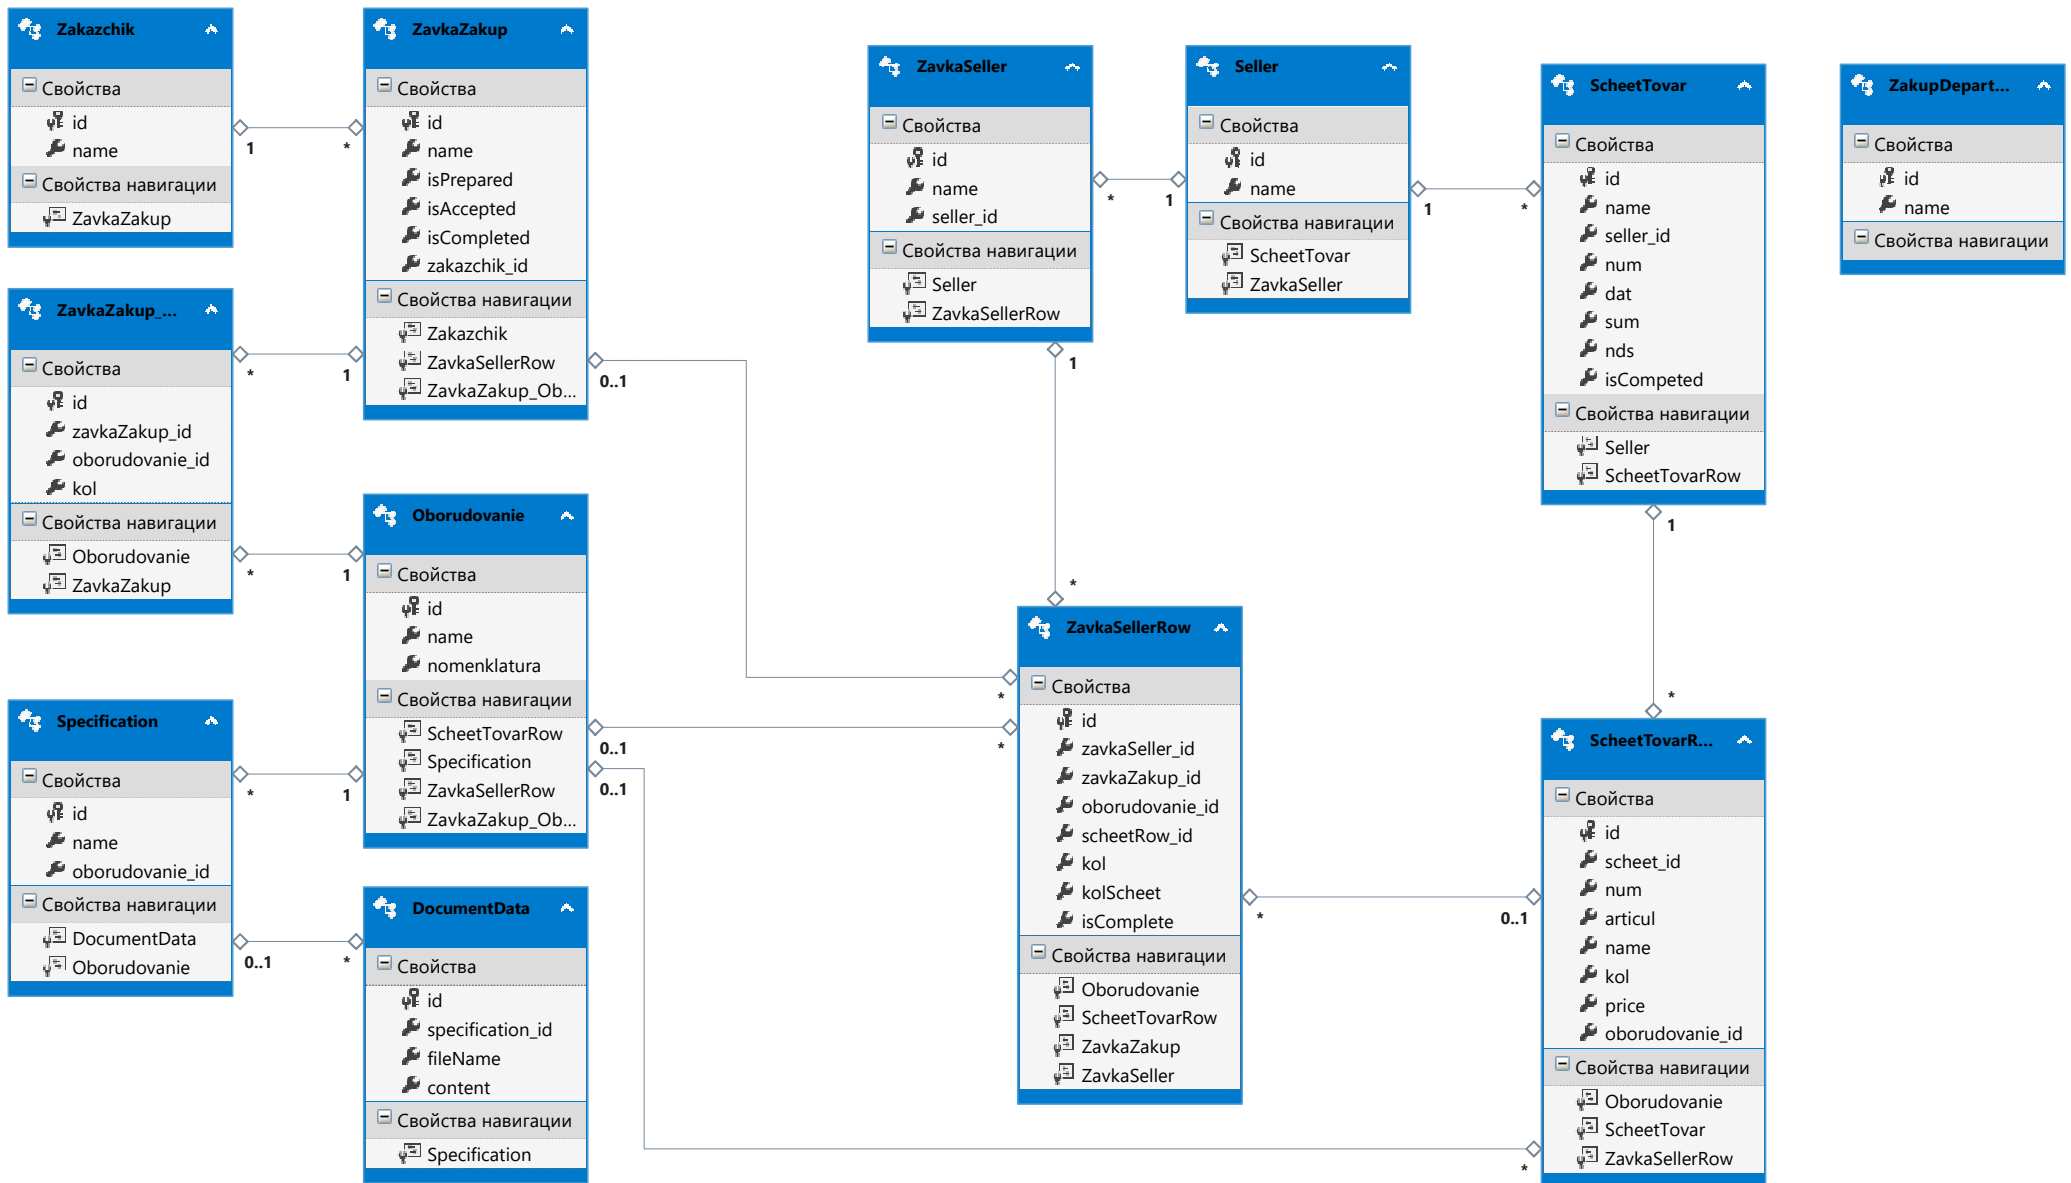 Zakazchik
Свойства
id
name
Свойства навигации
ZavkaZakup
1
*
ZavkaZakup
Свойства
id
name
isPrepared
isAccepted
isCompleted
zakazchik_id
Свойства навигации
Zakazchik
ZavkaSellerRow
ZavkaZakup_Ob...
0..1
*
ZavkaZakup_...
Свойства
id
zavkaZakup_id
oborudovanie_id
kol
Свойства навигации
Oborudovanie
ZavkaZakup
*
1
*
1
Oborudovanie
Свойства
id
name
nomenklatura
Свойства навигации
ScheetTovarRow
Specification
ZavkaSellerRow
ZavkaZakup_Ob...
0..1
*
0..1
*
Specification
Свойства
id
name
oborudovanie_id
Свойства навигации
DocumentData
Oborudovanie
*
1
0..1
*
DocumentData
Свойства
id
specification_id
fileName
content
Свойства навигации
Specification
ZavkaSeller
Свойства
id
name
seller_id
Свойства навигации
Seller
ZavkaSellerRow
*
1
1
*
Seller
Свойства
id
name
Свойства навигации
ScheetTovar
ZavkaSeller
1
*
ScheetTovar
Свойства
id
name
seller_id
num
dat
sum
nds
isCompeted
Свойства навигации
Seller
ScheetTovarRow
1
*
ZakupDepart...
Свойства
id
name
Свойства навигации
ZavkaSellerRow
Свойства
id
zavkaSeller_id
zavkaZakup_id
oborudovanie_id
scheetRow_id
kol
kolScheet
isComplete
Свойства навигации
Oborudovanie
ScheetTovarRow
ZavkaZakup
ZavkaSeller
*
0..1
ScheetTovarR...
Свойства
id
scheet_id
num
articul
name
kol
price
oborudovanie_id
Свойства навигации
Oborudovanie
ScheetTovar
ZavkaSellerRow